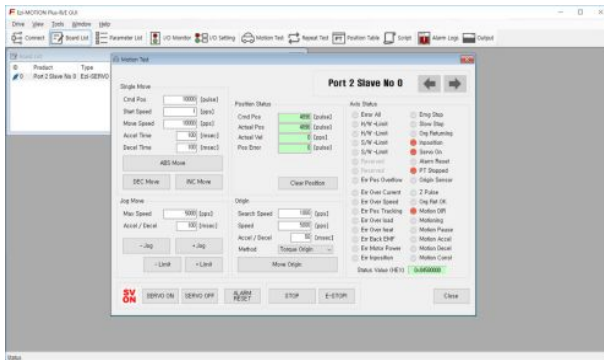 Ezi-MOTION Plus-R/E GUI
Drive View Tools Window Help
Connect Board List Parameter List I/O Monitor I/O Setting Motion Test Repeat Test Position Table Script Alarm Logs Output
Board List
ID Product Type
0 Port 2 Slave No 0 Ezi-SERVO
Motion Test
Port 2 Slave No 0
Single Move
Cmd Pos 10000 [pulse]
Start Speed 1 [pps]
Move Speed 10000 [pps]
Accel Time 100 [msec]
Decel Time 100 [msec]
ABS Move
DEC Move INC Move
Jog Move
Max Speed 5000 [pps]
Accel / Decel 100 [msec]
- Jog + Jog
- Limit + Limit
Position Status
Cmd Pos [pulse]
Actual Pos [pulse]
Actual Vel 0 [pps]
Pos Error 0 [pulse]
Clear Position
Origin
Search Speed 1000 [pps]
Speed 5000 [pps]
Accel / Decel 50 [msec]
Method Torque Origin
Move Origin
Axis Status
Error All Emg Stop
H/W +Limit Slow Stop
H/W -Limit Org Returning
S/W +Limit Inposition
S/W -Limit Servo On
Reserved Alarm Reset
Reserved PT Stopped
Err Pos Overflow Origin Sensor
Err Over Current Z Pulse
Err Over Speed Org Ret OK
Err Pos Tracking Motion DIR
Err Over load Motioning
Err Over heat Motion Pause
Err Back EMF Motion Accel
Err Motor Power Motion Decel
Err Inposition Motion Const
Status Value (HEX)
SV ON SERVO ON SERVO OFF ALARM RESET STOP E-STOP! Close
Status